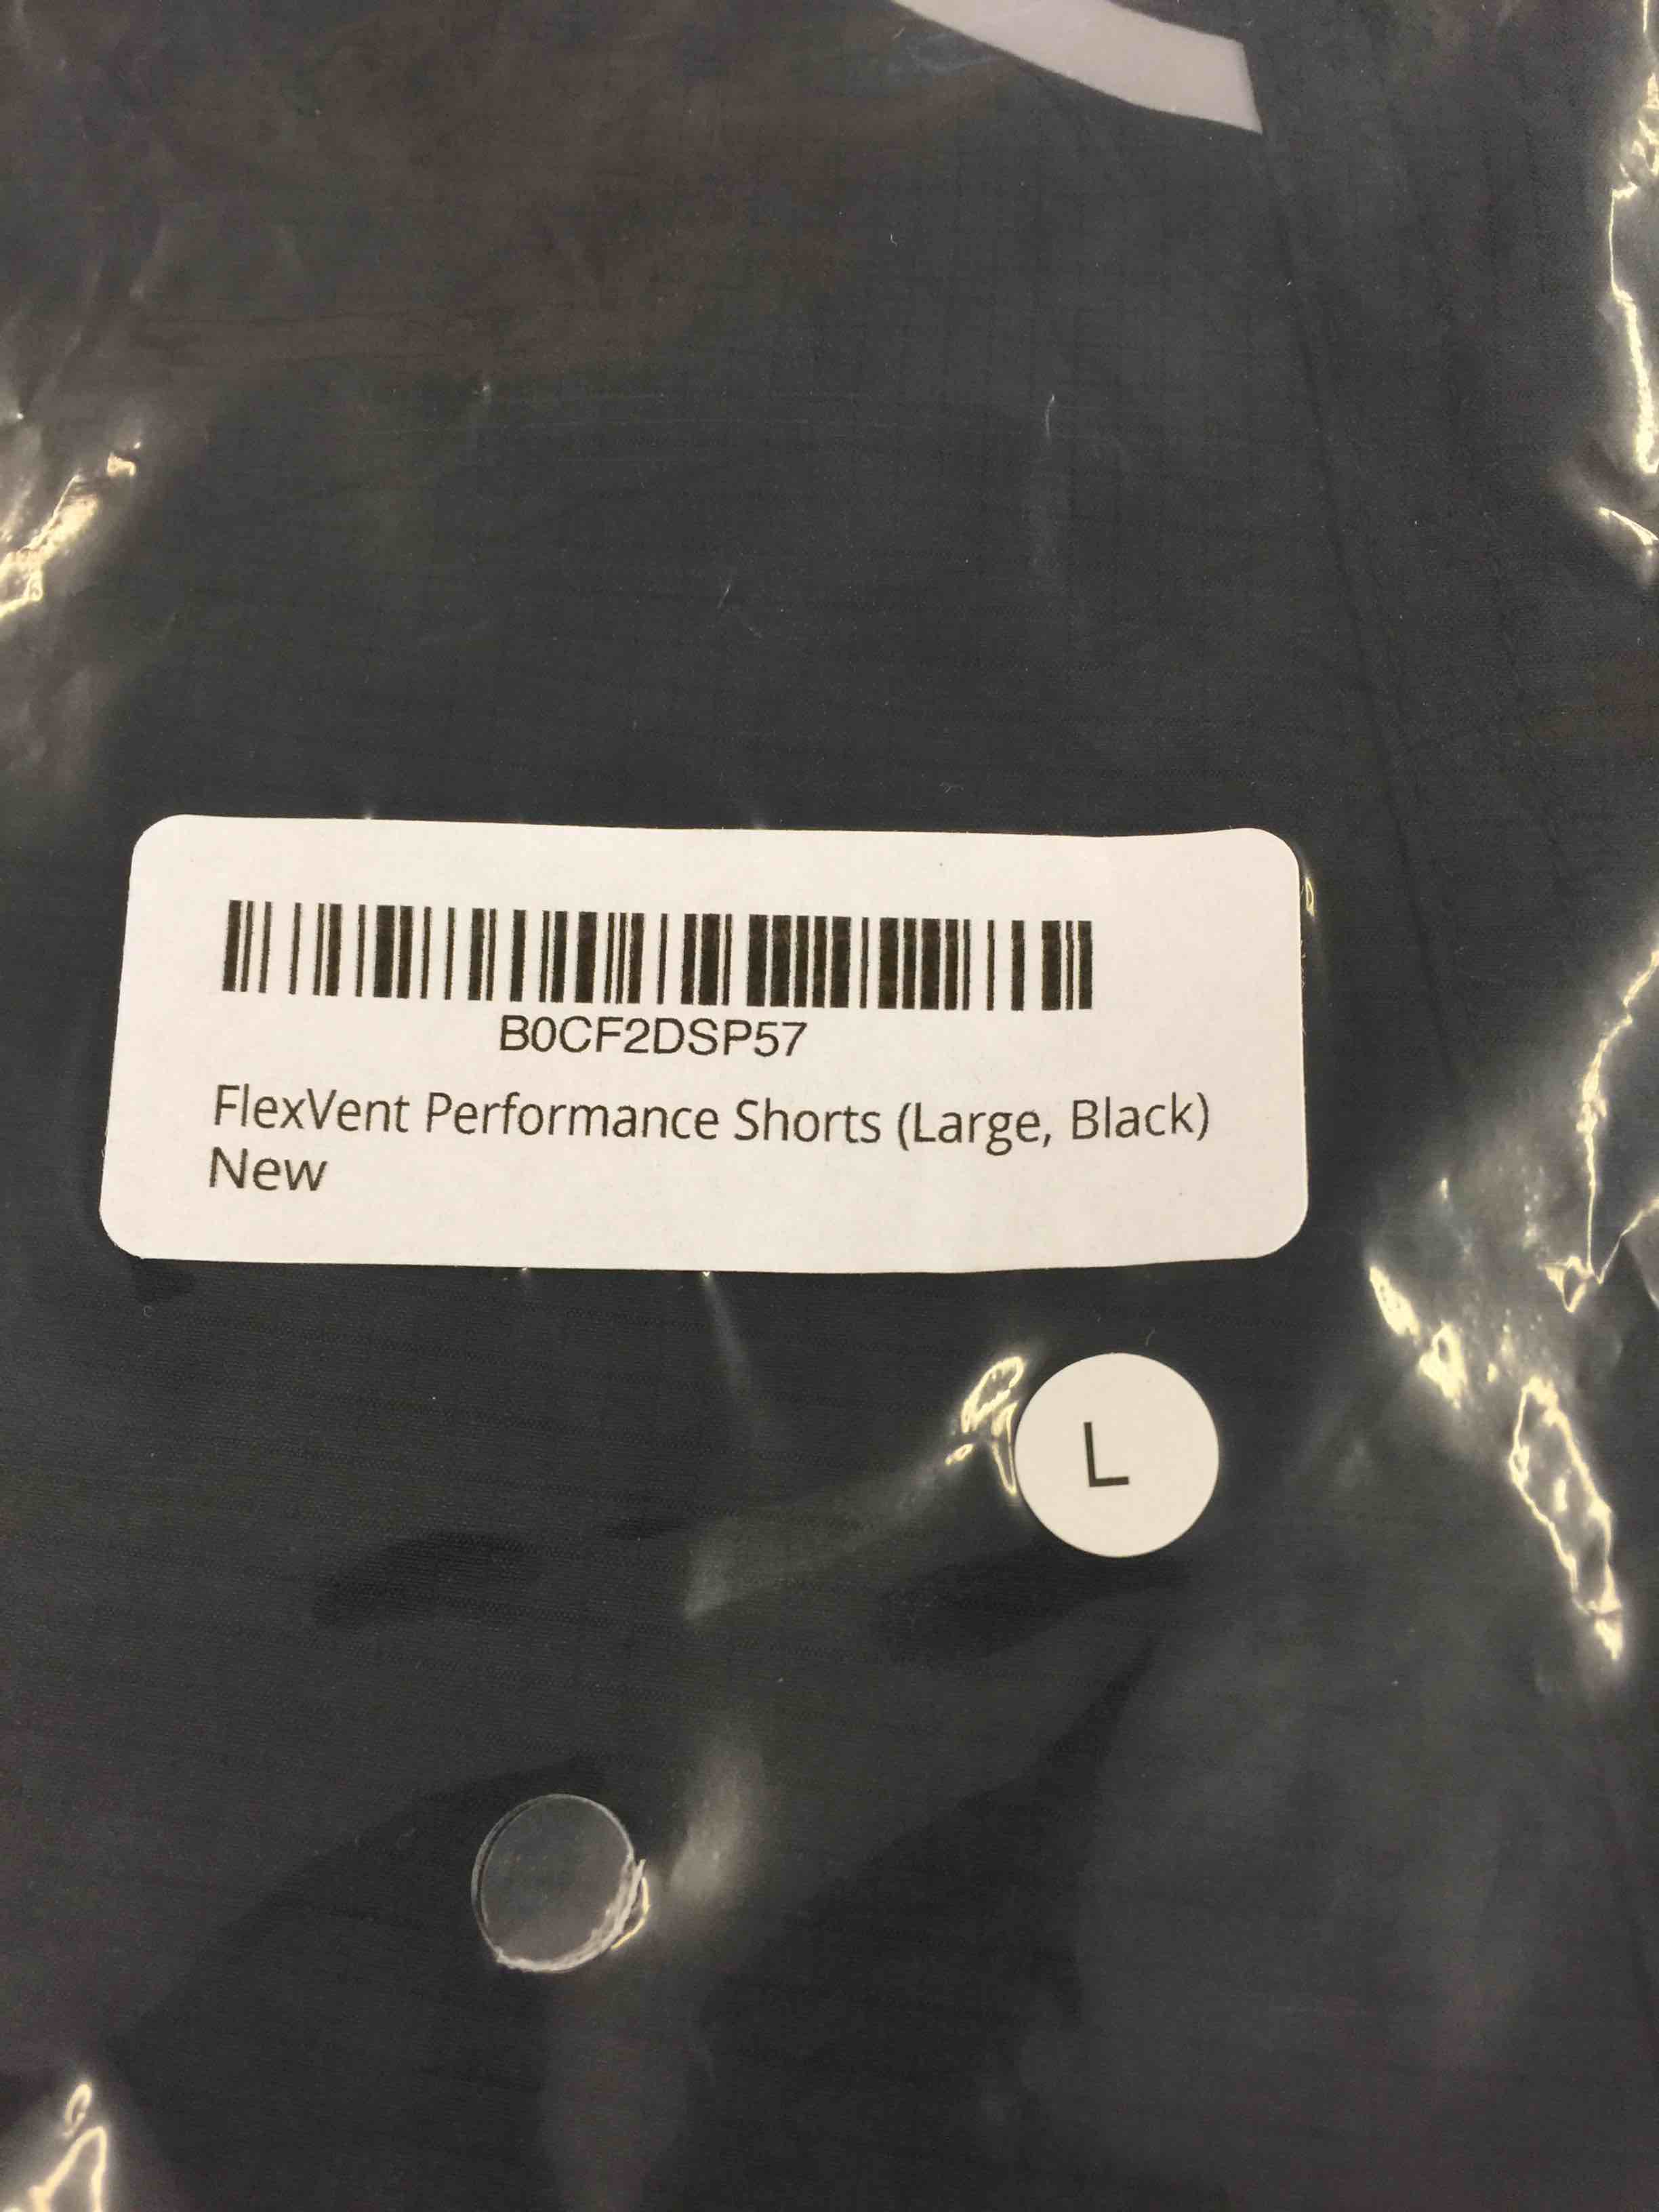 B0CF2DSP57
FlexVent Performance Shorts (Large, Black)
New
L